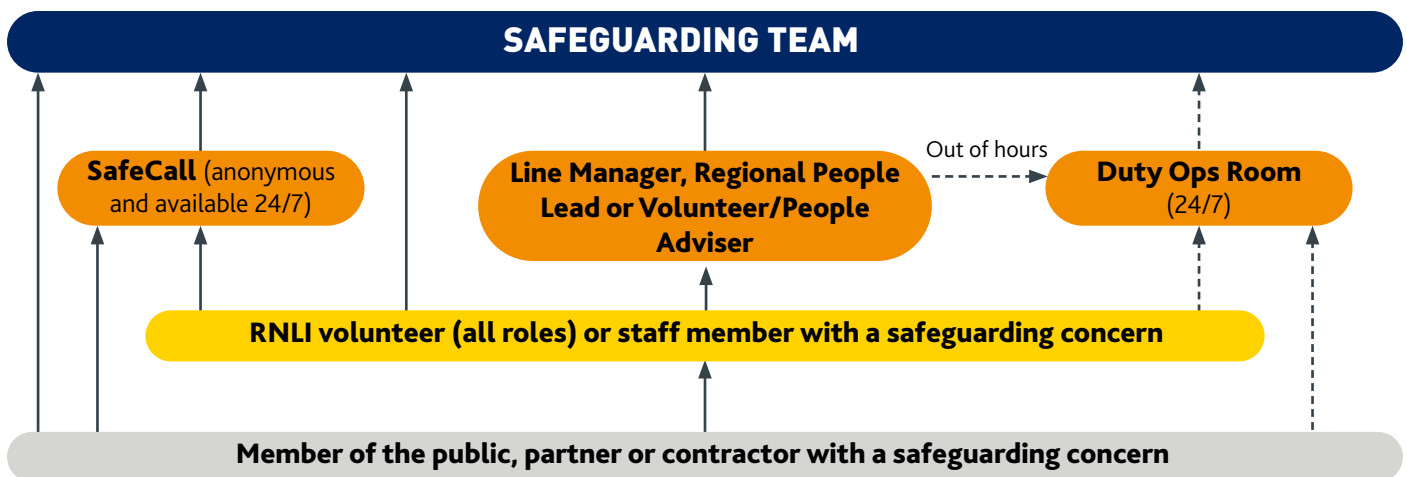 SAFEGUARDING TEAM
SafeCall (anonymous
and available 24/7)
Line Manager, Regional People
Lead or Volunteer/People
Adviser
Out of hours
Duty Ops Room
(24/7)
RNLI volunteer (all roles) or staff member with a safeguarding concern
Member of the public, partner or contractor with a safeguarding concern